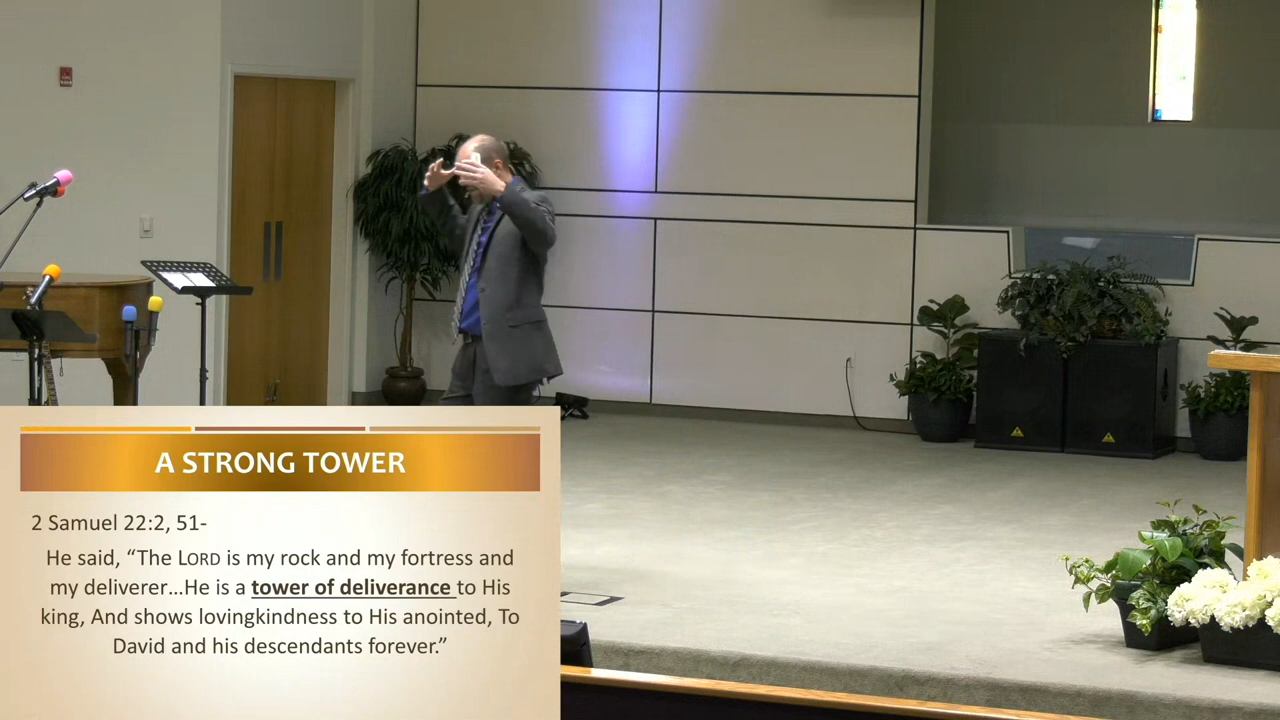 A STRONG TOWER
2 Samuel 22:2, 51-
He said, “The LORD is my rock and my fortress and
my deliverer…He is a tower of deliverance to His
king, And shows lovingkindness to His anointed, To
David and his descendants forever.”